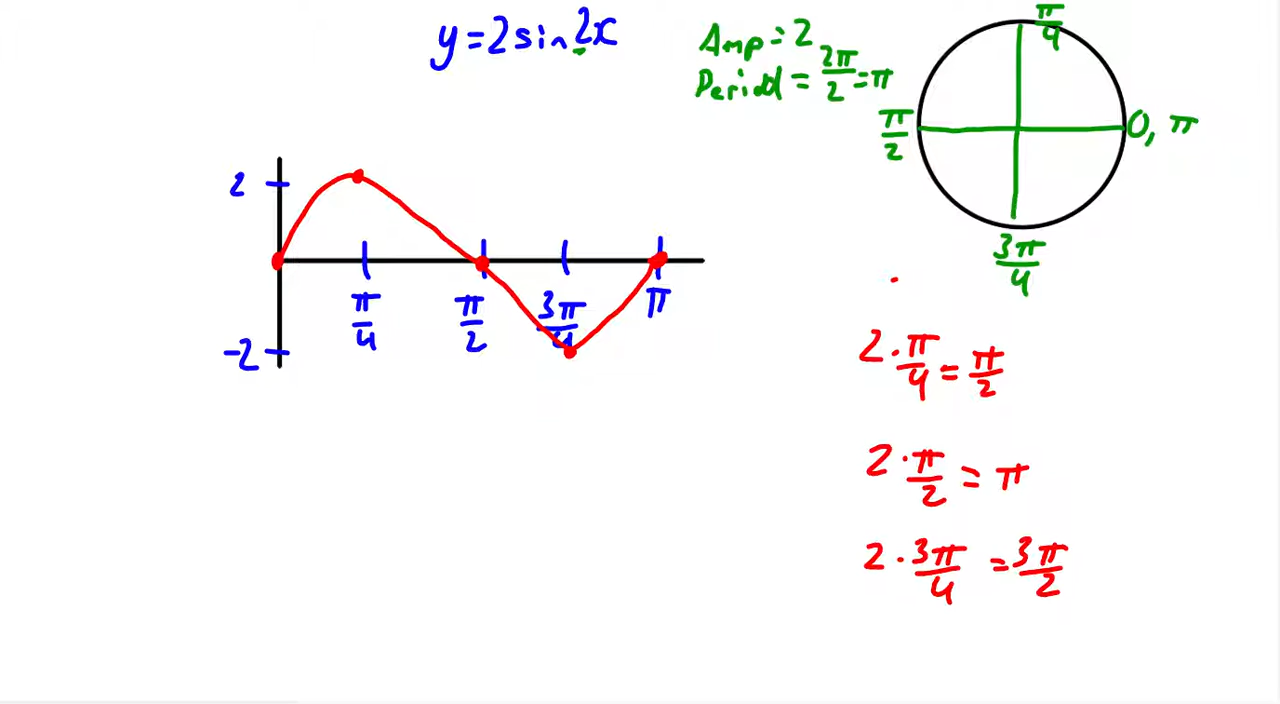 y=2sin2x
Amp=2
Period = 2π/2 = π
π/4
π/2
0, π
3π/4
2
-2
π/4
π/2
3π/4
π
2·π/4=π/2
2·π/2=π
2·3π/4=3π/2